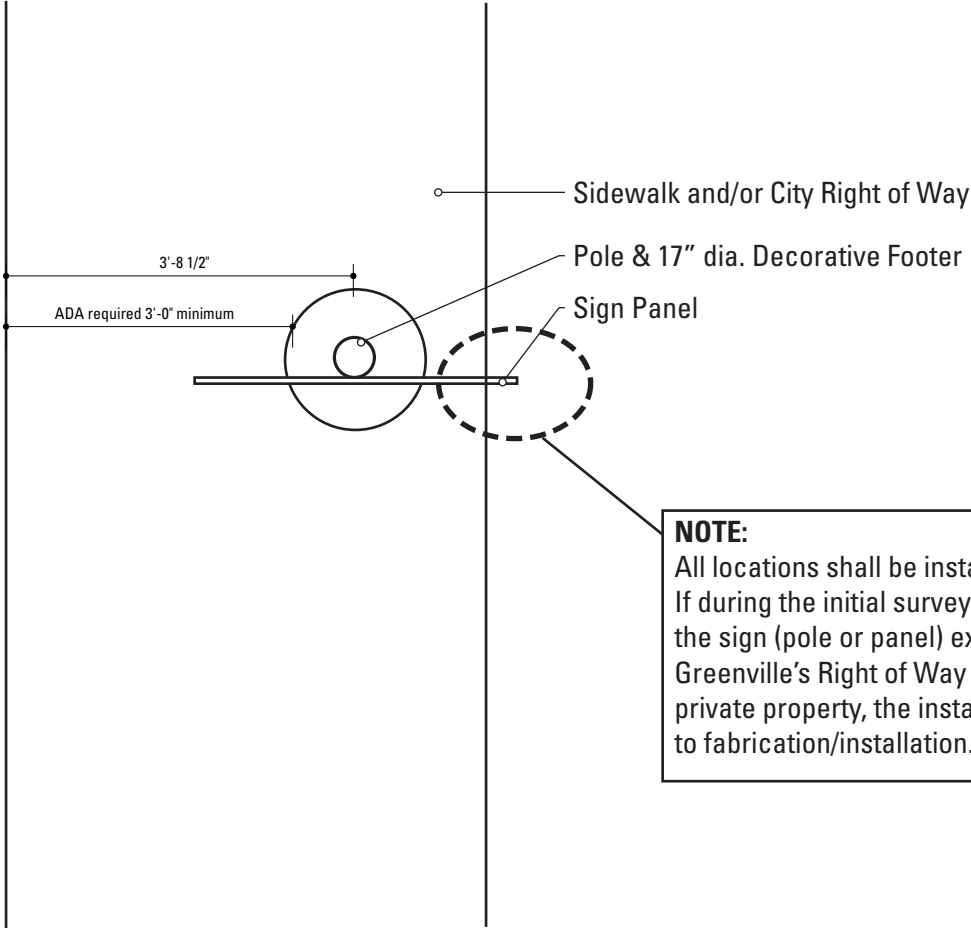 Sidewalk and/or City Right of Way
3'-8 1/2"
Pole & 17" dia. Decorative Footer
ADA required 3'-0" minimum
Sign Panel
NOTE:
All locations shall be insta
If during the initial survey
the sign (pole or panel) ex
Greenville's Right of Way
private property, the insta
to fabrication/installation.